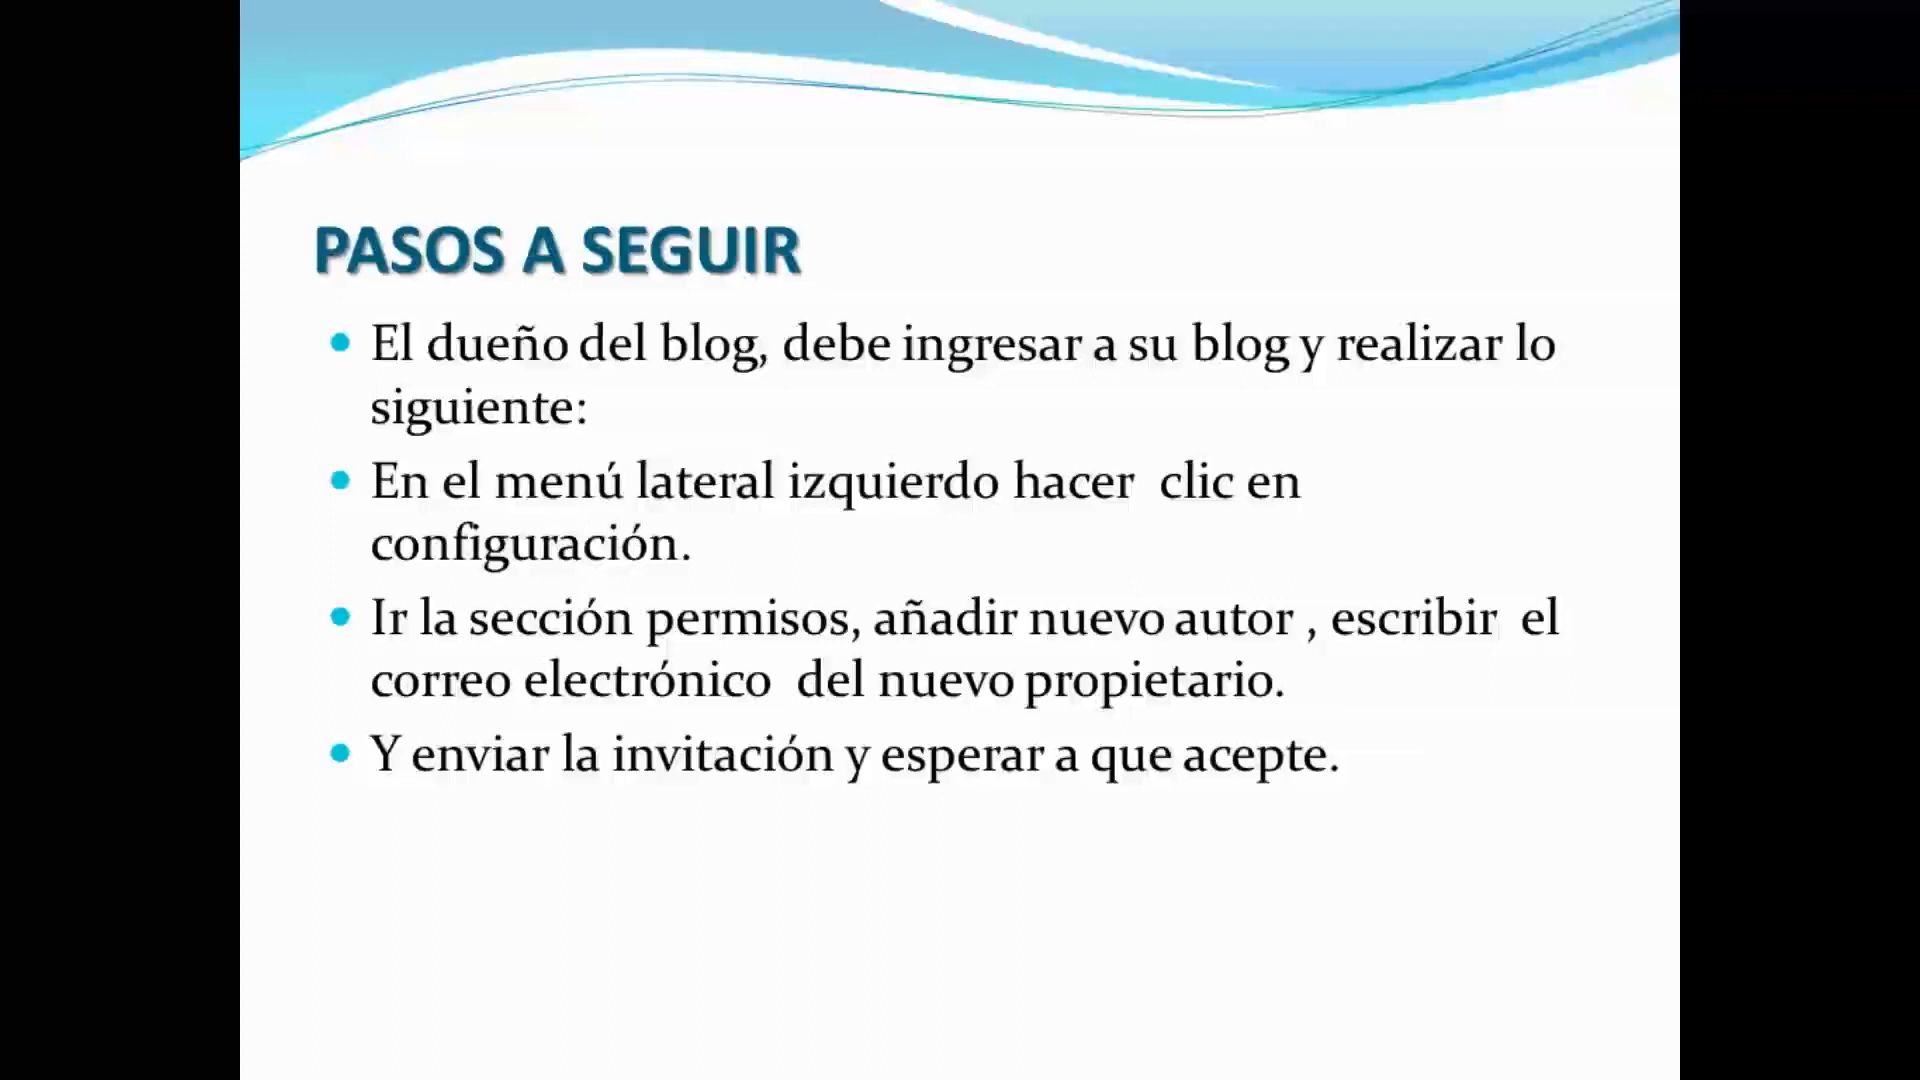 PASOS A SEGUIR
El dueño del blog, debe ingresar a su blog y realizar lo
siguiente:
En el menú lateral izquierdo hacer clic en
configuración.
Ir la sección permisos, añadir nuevo autor , escribir el
correo electrónico del nuevo propietario.
Y enviar la invitación y esperar a que acepte.